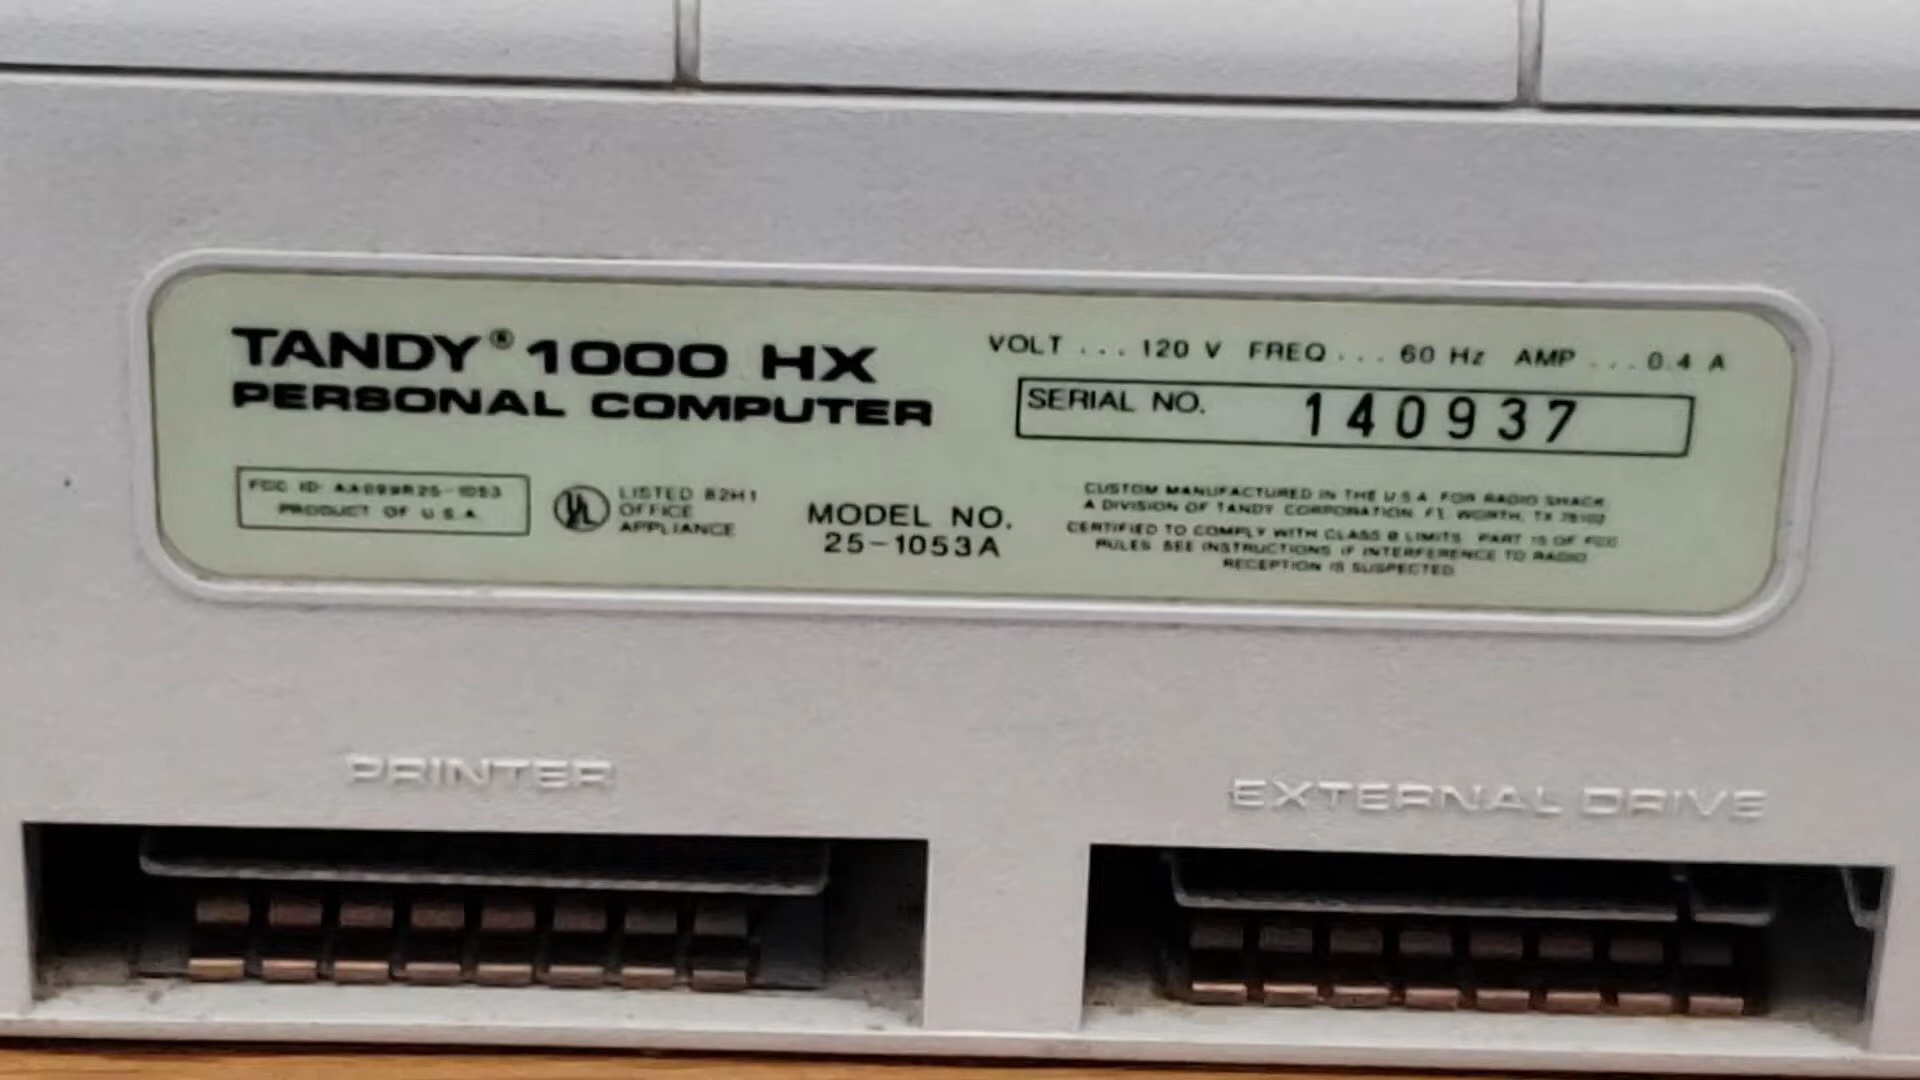 TANDY® 1000 HX
PERSONAL COMPUTER
VOLT ... 120 V FREQ ... 60 Hz AMP ... 0.4 A
SERIAL NO. 140937
FCC ID: 25-1053
PRODUCT OF U.S.A.
UL
LISTED 82H1
OFFICE
APPLIANCE
MODEL NO.
25-1053A
CUSTOM MANUFACTURED IN THE U.S.A. FOR RADIO SHACK
A DIVISION OF TANDY CORPORATION, FT. WORTH, TX 76102
CERTIFIED TO COMPLY WITH CLASS B LIMITS PART 15 OF FCC
RULES SEE INSTRUCTIONS IF INTERFERENCE TO RADIO
RECEPTION IS SUSPECTED
PRINTER
EXTERNAL DRIVE